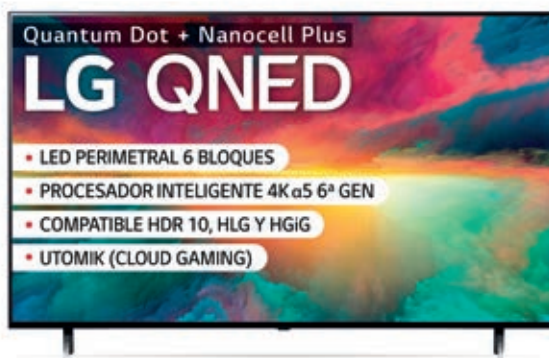 Quantum Dot + Nanocell Plus
LG QNED
• LED PERIMETRAL 6 BLOQUES
• PROCESADOR INTELIGENTE 4K α5 6ª GEN
• COMPATIBLE HDR 10, HLG Y HGiG
• UTOMIK (CLOUD GAMING)